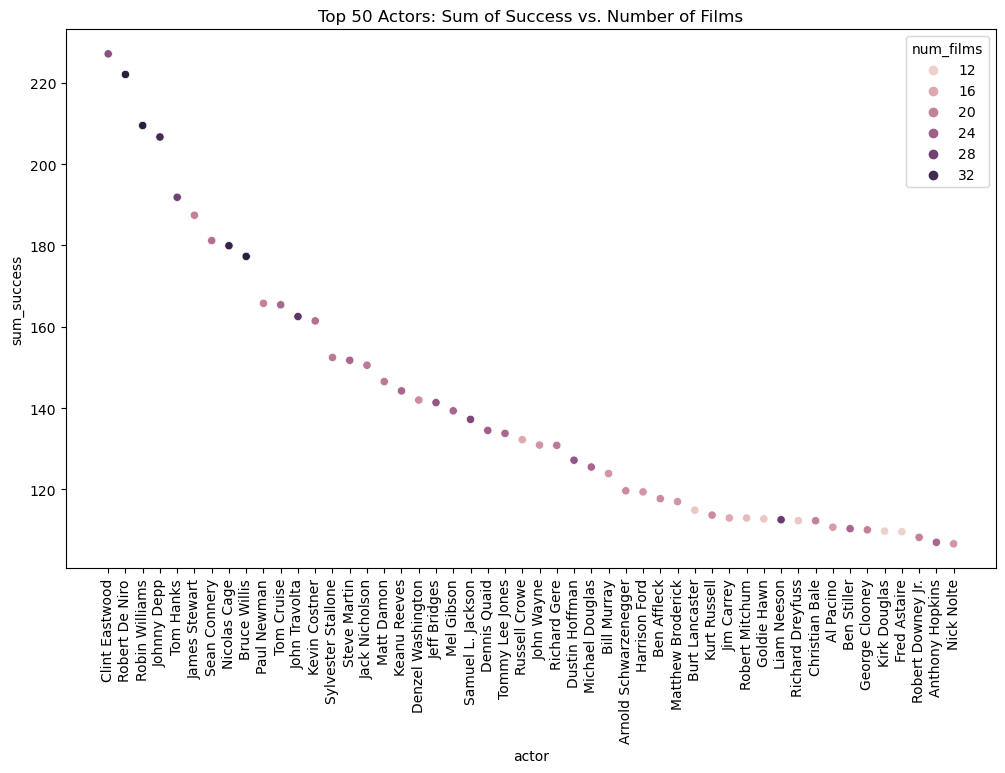 Top 50 Actors: Sum of Success vs. Number of Films
num_films
12
16
20
24
28
32
sum_success
220
200
180
160
140
120
Clint Eastwood
Robert De Niro
Robin Williams
Johnny Depp
Tom Hanks
James Stewart
Sean Connery
Nicolas Cage
Bruce Willis
Paul Newman
Tom Cruise
John Travolta
Kevin Costner
Sylvester Stallone
Steve Martin
Jack Nicholson
Matt Damon
Keanu Reeves
Denzel Washington
Jeff Bridges
Mel Gibson
Samuel L. Jackson
Dennis Quaid
Tommy Lee Jones
Russell Crowe
John Wayne
Richard Gere
Dustin Hoffman
Michael Douglas
Bill Murray
Arnold Schwarzenegger
Harrison Ford
Ben Affleck
Matthew Broderick
Burt Lancaster
Kurt Russell
Jim Carrey
Robert Mitchum
Goldie Hawn
Liam Neeson
Richard Dreyfuss
Christian Bale
Al Pacino
Ben Stiller
George Clooney
Kirk Douglas
Fred Astaire
Robert Downey Jr.
Anthony Hopkins
Nick Nolte
actor